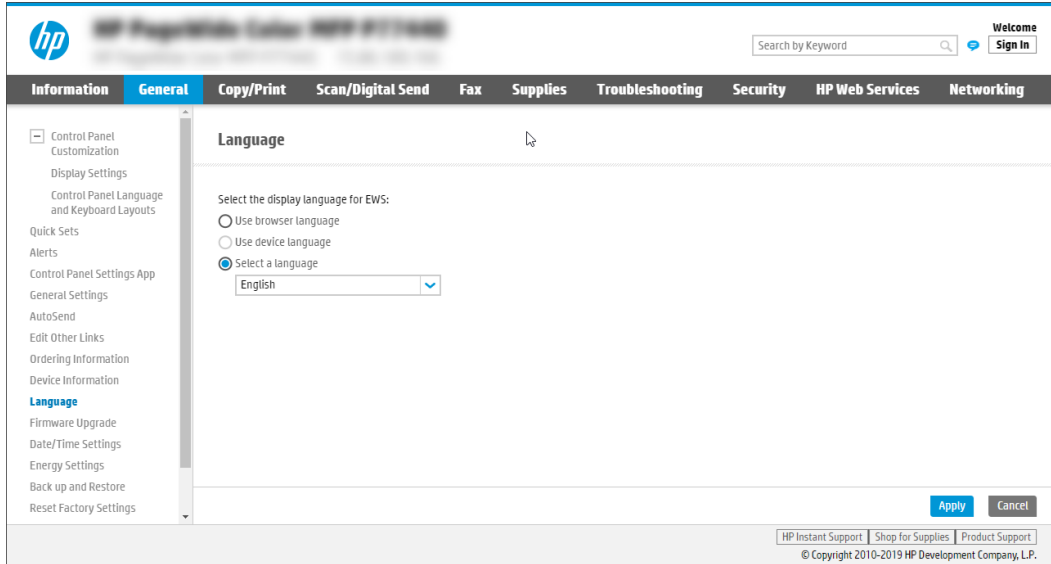 hp
Welcome
Search by Keyword
Sign In
Information General Copy/Print Scan/Digital Send Fax Supplies Troubleshooting Security HP Web Services Networking
Control Panel
Customization
Display Settings
Control Panel Language
and Keyboard Layouts
Quick Sets
Alerts
Control Panel Settings App
General Settings
AutoSend
Edit Other Links
Ordering Information
Device Information
Language
Firmware Upgrade
Date/Time Settings
Energy Settings
Back up and Restore
Reset Factory Settings
Language
Select the display language for EWS:
Use browser language
Use device language
Select a language
English
Apply Cancel
HP Instant Support Shop for Supplies Product Support
© Copyright 2010-2019 HP Development Company, L.P.